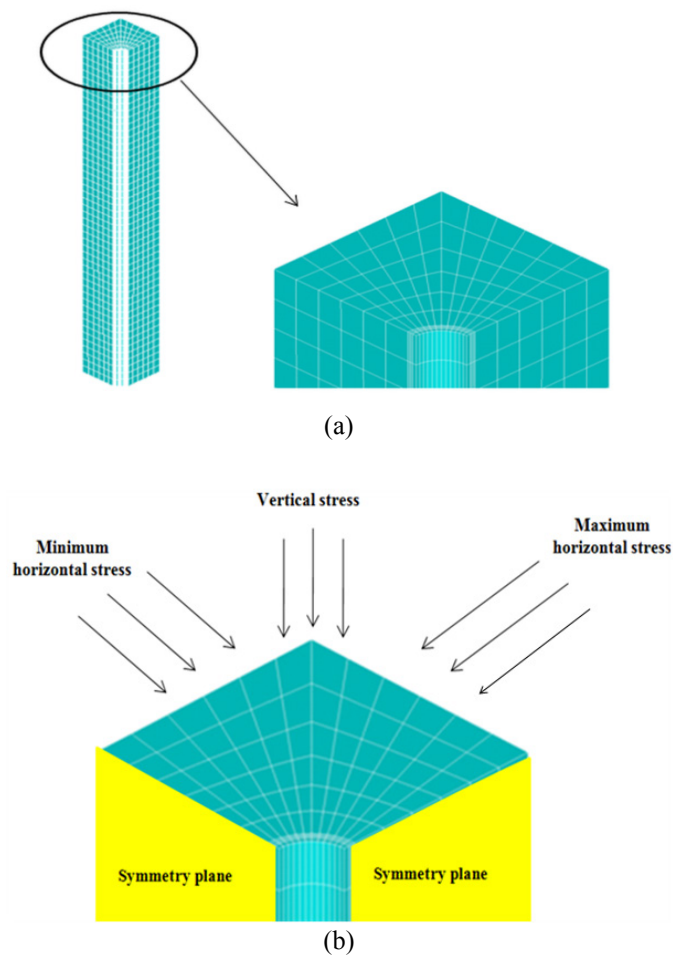 (a)
Vertical stress
Minimum
horizontal stress
Maximum
horizontal stress
Symmetry plane
Symmetry plane
(b)